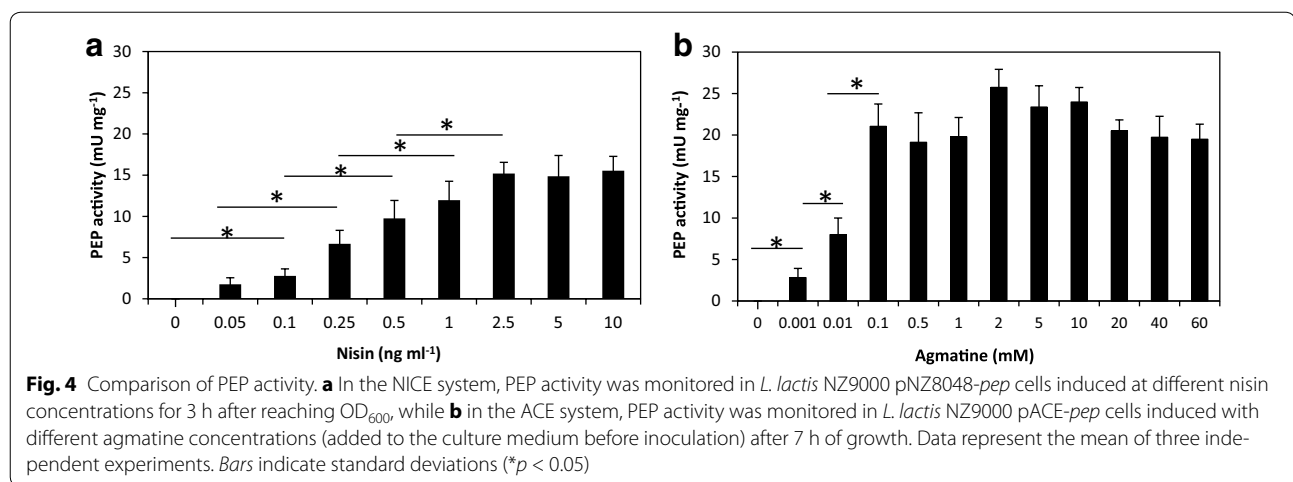 a
30
25
20
15
10
5
0
PEP activity (mU mg⁻¹)
* * * * *
0 0.05 0.1 0.25 0.5 1 2.5 5 10
Nisin (ng ml⁻¹)
b
30
25
20
15
10
5
0
PEP activity (mU mg-¹)
* * *
0 0.001 0.01 0.1 0.5 1 2 5 10 20 40 60
Agmatine (mM)
Fig. 4 Comparison of PEP activity. a In the NICE system, PEP activity was monitored in L. lactis NZ9000 pNZ8048-pep cells induced at different nisin
concentrations for 3 h after reaching OD₆₀₀, while b in the ACE system, PEP activity was monitored in L. lactis NZ9000 pACE-pep cells induced with
different agmatine concentrations (added to the culture medium before inoculation) after 7 h of growth. Data represent the mean of three inde-
pendent experiments. Bars indicate standard deviations (*p < 0.05)